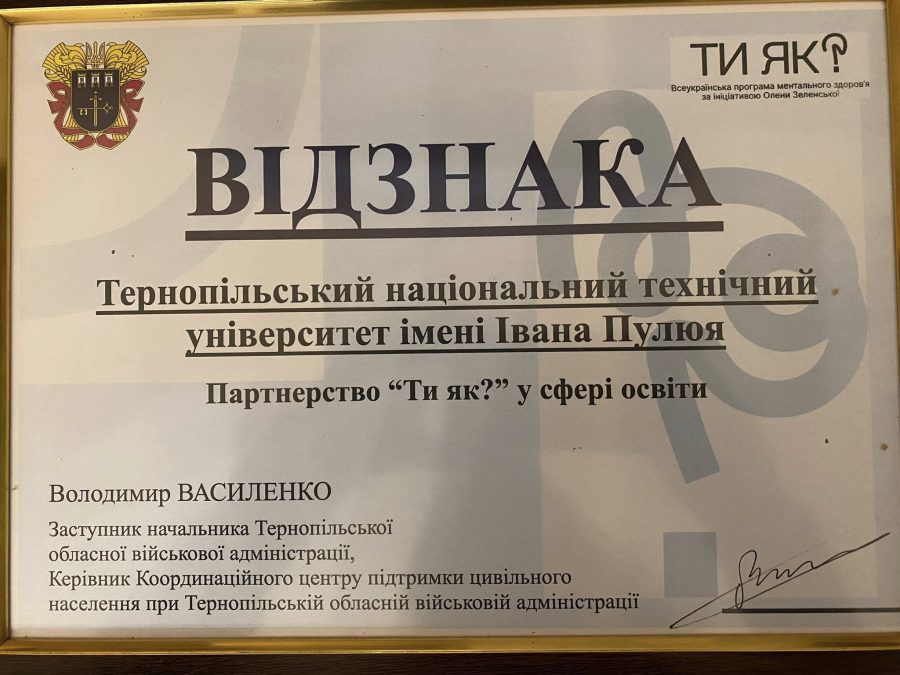 ТИ ЯК?
Всеукраїнська програма ментального здоров'я
за ініціативою Олени Зеленської
ВІДЗНАКА
Тернопільський національний технічний
університет імені Івана Пулюя
Партнерство “Ти як?” у сфері освіти
Володимир ВАСИЛЕНКО
Заступник начальника Тернопільської
обласної військової адміністрації,
Керівник Координаційного центру підтримки цивільного
населення при Тернопільській обласній військовій адміністрації